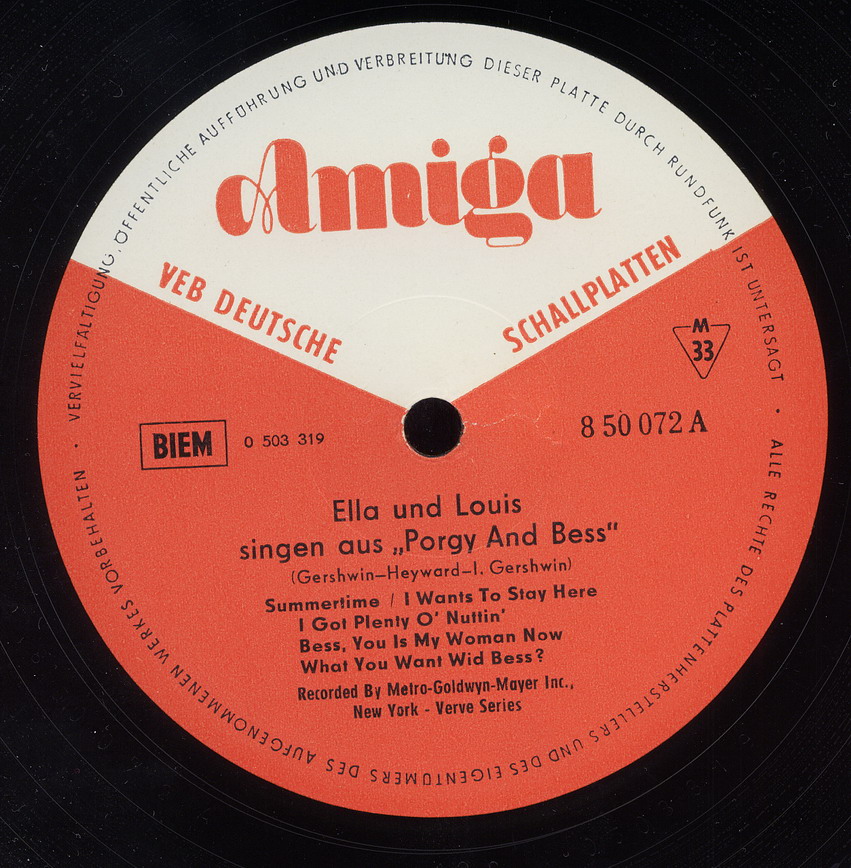 VERVIELFÄLTIGUNG, ÖFFENTLICHE AUFFÜHRUNG UND VERBREITUNG DIESER PLATTE DURCH RUNDFUNK IST UNTERSAGT • ALLE RECHTE DES PLATTENHERSTELLERS UND DES EIGENTÜMERS DES AUFGENOMMENEN WERKES VORBEHALTEN •
Amiga
VEB DEUTSCHE SCHALLPLATTEN
M
33
BIEM 0 503 319
8 50 072 A
Ella und Louis
singen aus „Porgy And Bess“
(Gershwin—Heyward—I. Gershwin)
Summertime / I Wants To Stay Here
I Got Plenty O' Nuttin'
Bess, You Is My Woman Now
What You Want Wid Bess?
Recorded By Metro-Goldwyn-Mayer Inc.,
New York - Verve Series